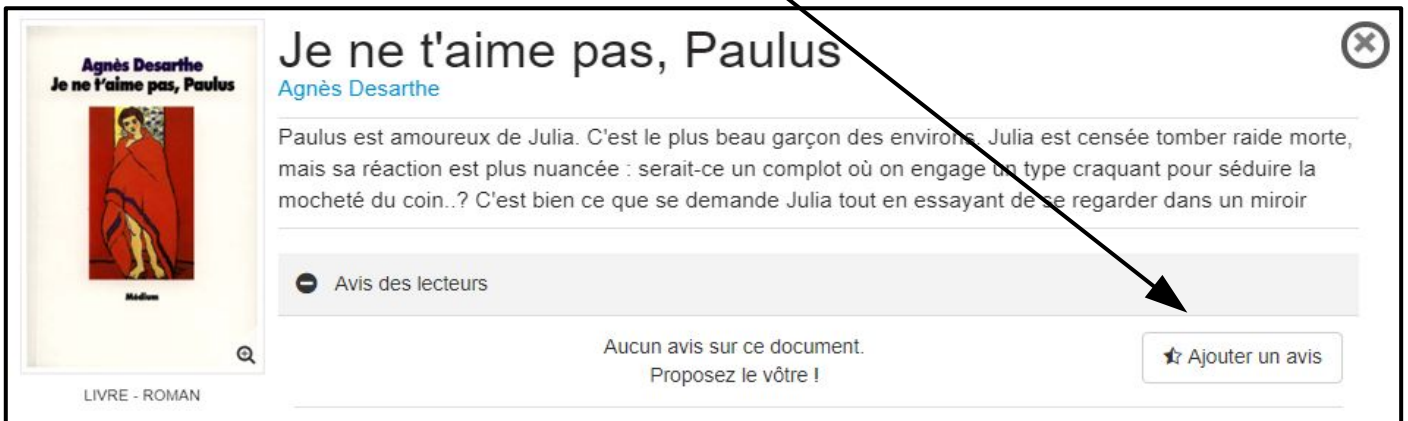 Agnès Desarthe
Je ne t'aime pas, Paulus
Médium
LIVRE - ROMAN
Je ne t'aime pas, Paulus
Agnès Desarthe
Paulus est amoureux de Julia. C'est le plus beau garçon des environs. Julia est censée tomber raide morte,
mais sa réaction est plus nuancée : serait-ce un complot où on engage un type craquant pour séduire la
mocheté du coin..? C'est bien ce que se demande Julia tout en essayant de se regarder dans un miroir
Avis des lecteurs
Aucun avis sur ce document.
Proposez le vôtre !
Ajouter un avis